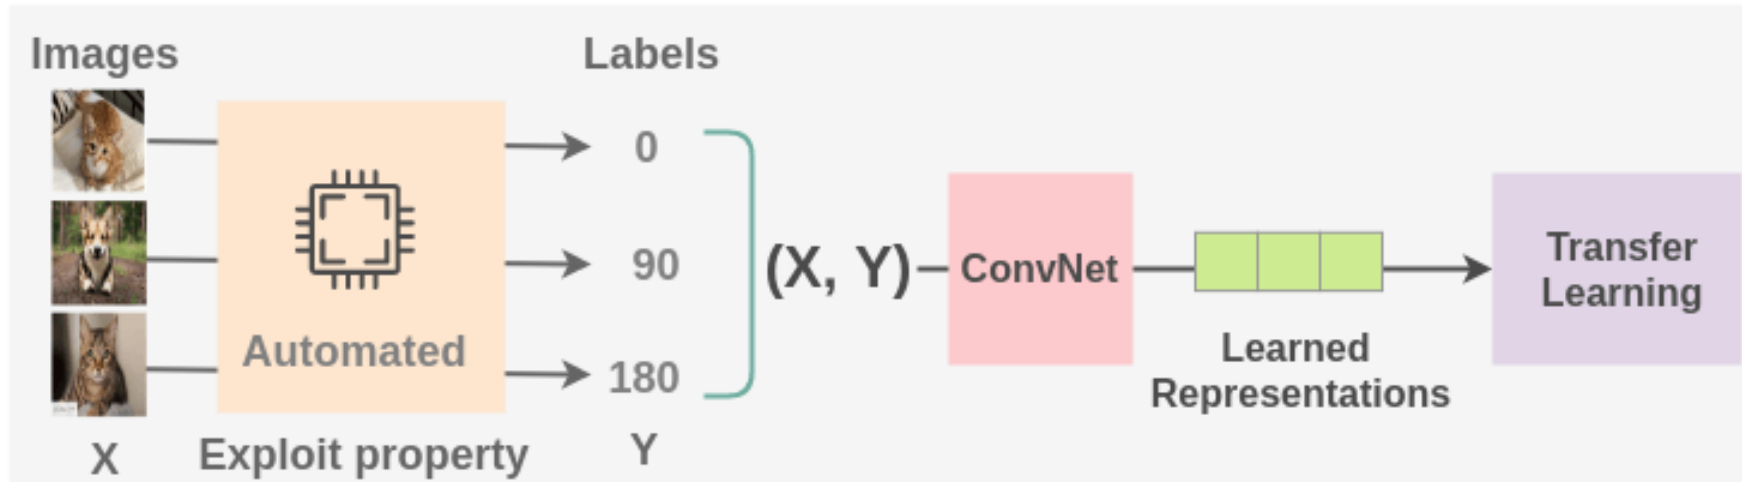 Images
Labels
0
90
180
Automated
X
Exploit property
Y
(X, Y)
ConvNet
Learned
Representations
Transfer
Learning